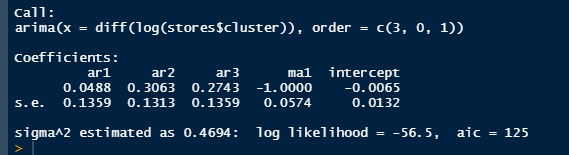 Call:
arima(x = diff(log(stores$cluster)), order = c(3, 0, 1))
Coefficients:
ar1 ar2 ar3 ma1 intercept
0.0488 0.3063 0.2743 -1.0000 -0.0065
s.e. 0.1359 0.1313 0.1359 0.0574 0.0132
sigma^2 estimated as 0.4694: log likelihood = -56.5, aic = 125
>